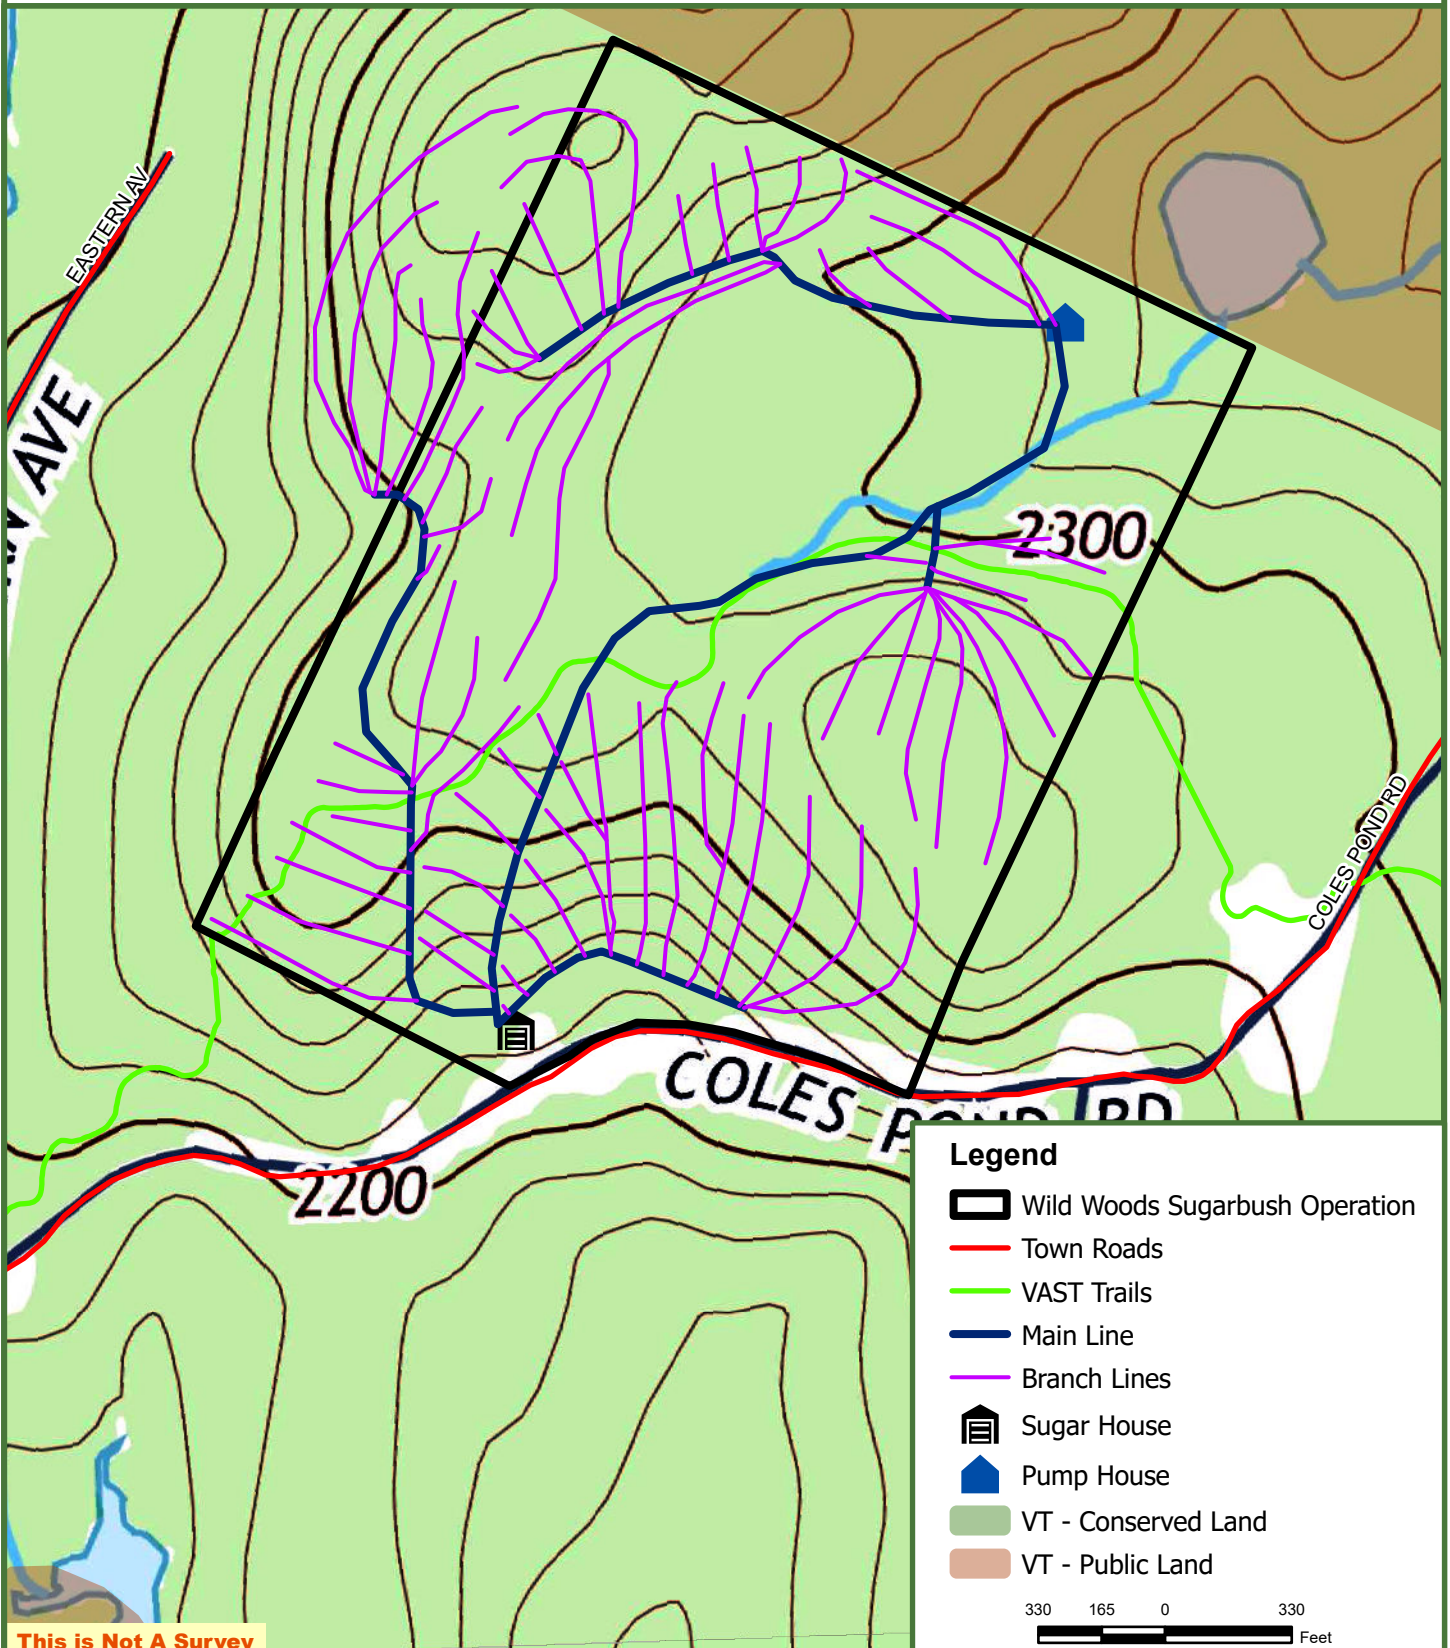 EASTERN AV
AVE
2300
COLES POND RD
COLES POND RD
2200
Legend
Wild Woods Sugarbush Operation
Town Roads
VAST Trails
Main Line
Branch Lines
Sugar House
Pump House
VT - Conserved Land
VT - Public Land
330 165 0 330
Feet
This is Not A Survey